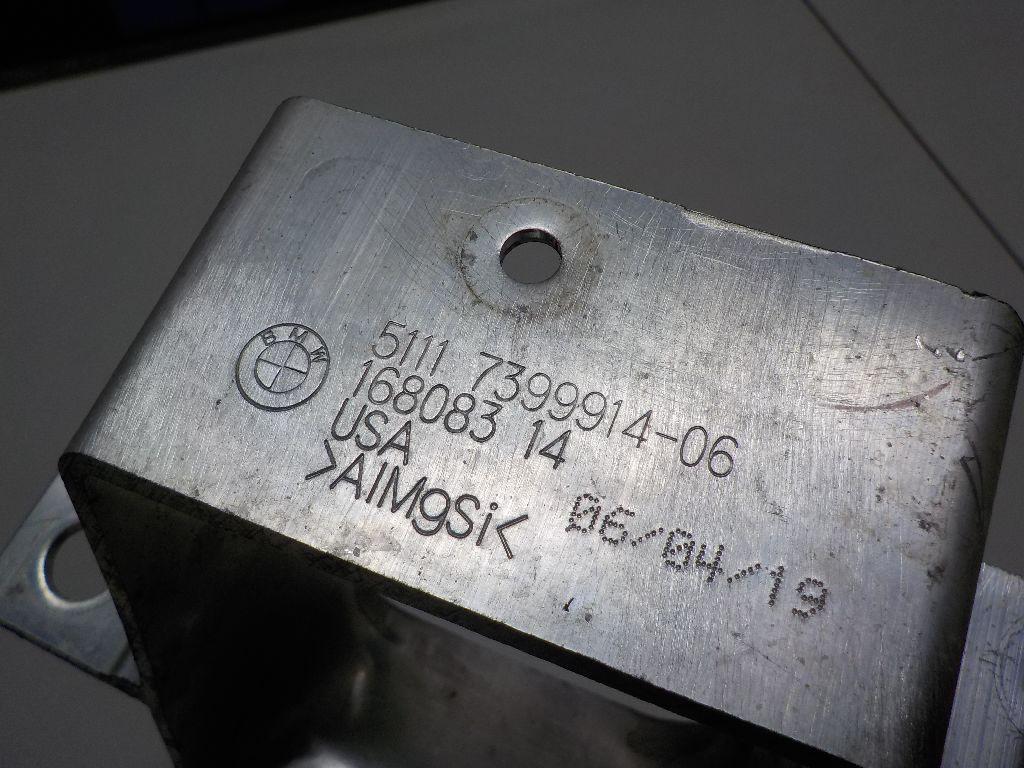 BMW
5111 7399914-06
168083 14
USA
>AlMgSi<
06/04/19